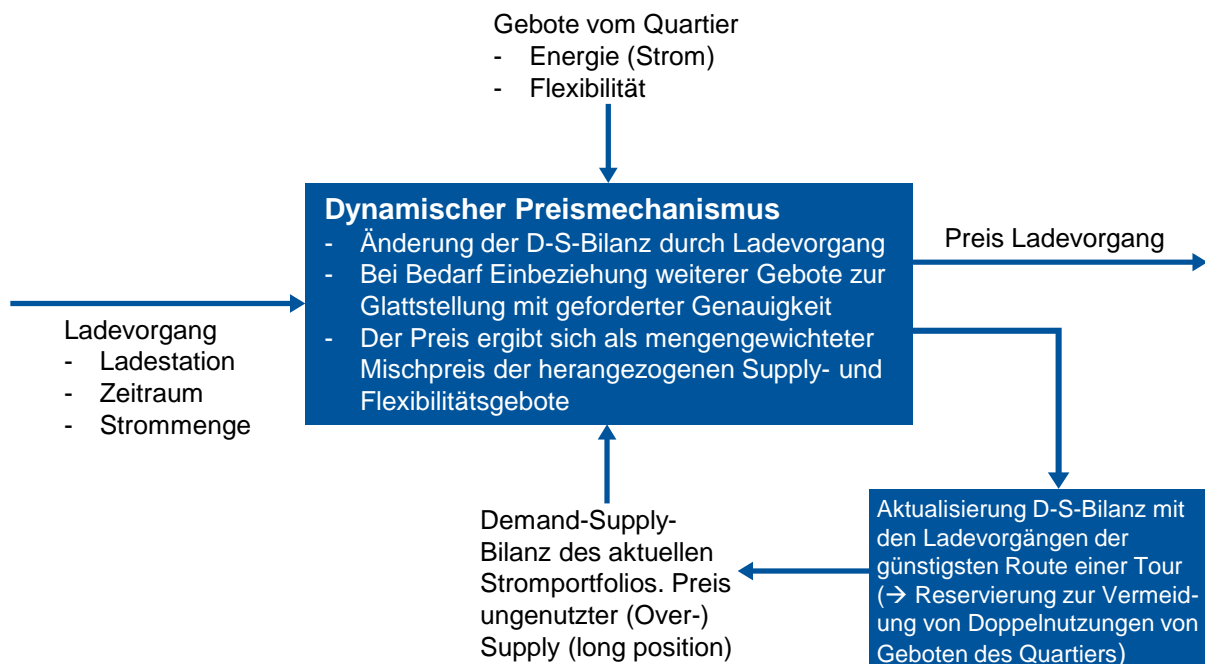 Gebote vom Quartier
- Energie (Strom)
- Flexibilität
Dynamischer Preismechanismus
- Änderung der D-S-Bilanz durch Ladevorgang
- Bei Bedarf Einbeziehung weiterer Gebote zur
Glattstellung mit geforderter Genauigkeit
- Der Preis ergibt sich als mengengewichteter
Mischpreis der herangezogenen Supply- und
Flexibilitätsgebote
Preis Ladevorgang
Ladevorgang
- Ladestation
- Zeitraum
- Strommenge
Demand-Supply-
Bilanz des aktuellen
Stromportfolios. Preis
ungenutzter (Over-)
Supply (long position)
Aktualisierung D-S-Bilanz mit
den Ladevorgängen der
günstigsten Route einer Tour
(→ Reservierung zur Vermeid-
ung von Doppelnutzungen von
Geboten des Quartiers)